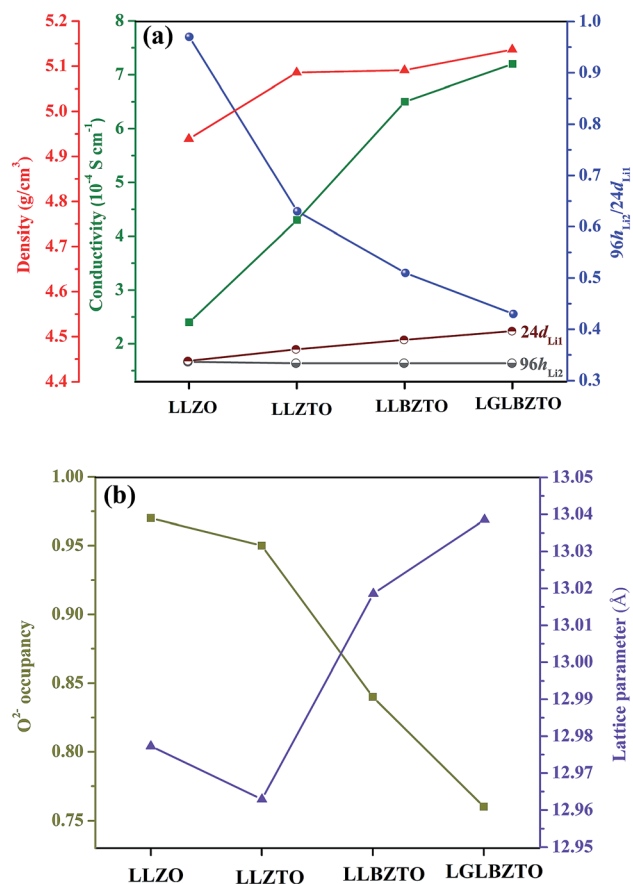 (a)
Density (g/cm³)
5.2
5.1
5.0
4.9
4.8
4.7
4.6
4.5
4.4
Conductivity (10⁻⁴ S cm⁻¹)
8
7
6
5
4
3
2
1.0
0.9
0.8
0.7
0.6
0.5
0.4
0.3
96h_Li2/24d_Li1
24d_Li1
96h_Li2
LLZO
LLZTO
LLBZTO
LGLBZTO
(b)
O²⁻ occupancy
1.00
0.95
0.90
0.85
0.80
0.75
13.05
13.04
13.03
13.02
13.01
13.00
12.99
12.98
12.97
12.96
12.95
Lattice parameter (Å)
LLZO
LLZTO
LLBZTO
LGLBZTO